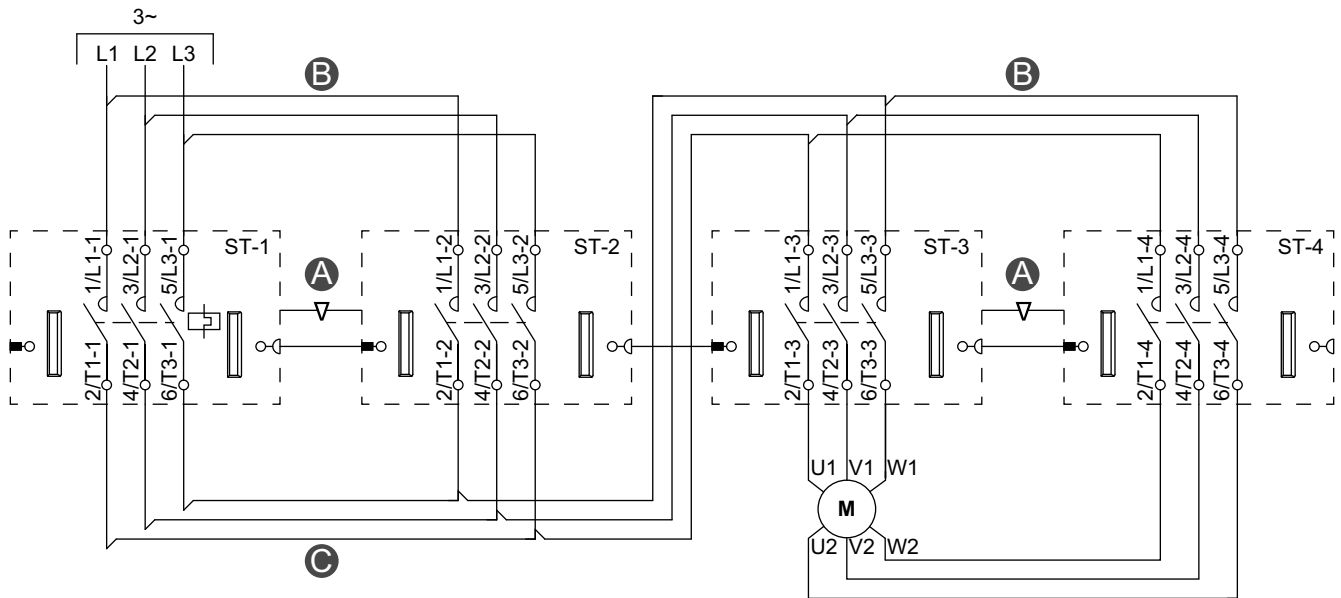 3~
L1 L2 L3
B B
1/L1-1 3/L2-1 5/L3-1 ST-1 1/L1-2 3/L2-2 5/L3-2 ST-2 1/L1-3 3/L2-3 5/L3-3 ST-3 1/L1-4 3/L2-4 5/L3-4 ST-4
A A
2/T1-1 4/T2-1 6/T3-1 2/T1-2 4/T2-2 6/T3-2 2/T1-3 4/T2-3 6/T3-3 2/T1-4 4/T2-4 6/T3-4
U1 V1 W1
M
U2 V2 W2
C